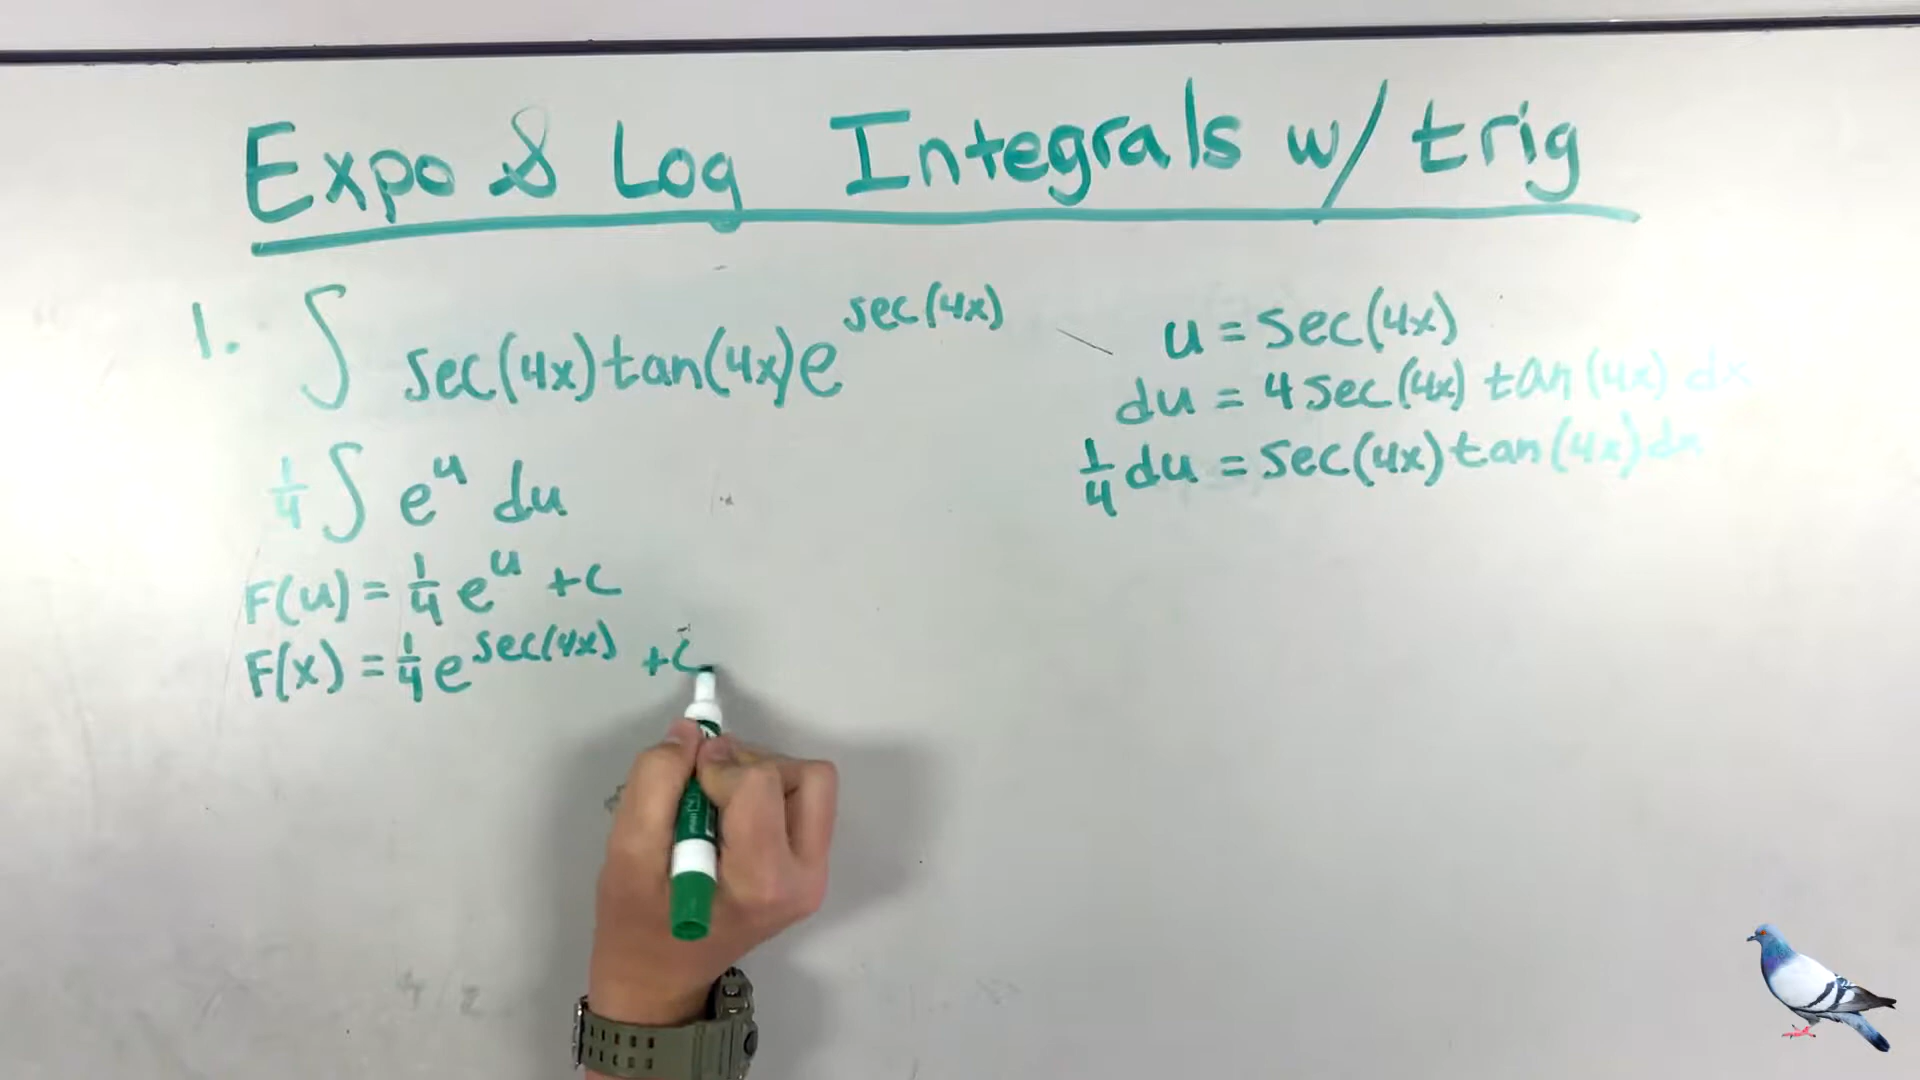 Expo & Log Integrals w/ trig
1. ∫ sec(4x)tan(4x)e^sec(4x)
u = sec(4x)
du = 4sec(4x) tan(4x) dx
1/4 du = sec(4x)tan(4x)dx
1/4 ∫ e^u du
F(u) = 1/4 e^u + c
F(x) = 1/4 e^sec(4x) + c